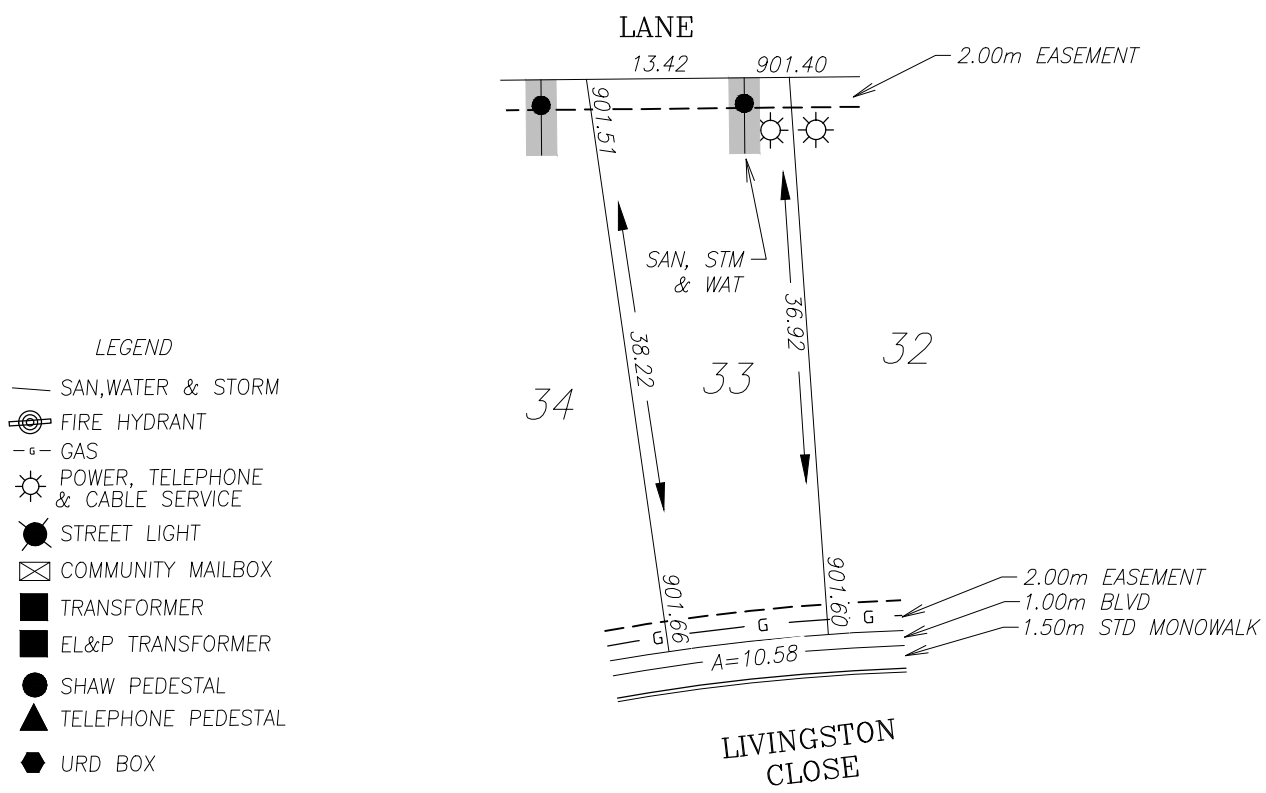 LANE
13.42
901.40
2.00m EASEMENT
901.51
SAN, STM
& WAT
38.22
36.92
34
33
32
LEGEND
SAN,WATER & STORM
FIRE HYDRANT
G GAS
POWER, TELEPHONE
& CABLE SERVICE
STREET LIGHT
COMMUNITY MAILBOX
TRANSFORMER
EL&P TRANSFORMER
SHAW PEDESTAL
TELEPHONE PEDESTAL
URD BOX
901.66
901.60
G G G
A=10.58
2.00m EASEMENT
1.00m BLVD
1.50m STD MONOWALK
LIVINGSTON
CLOSE